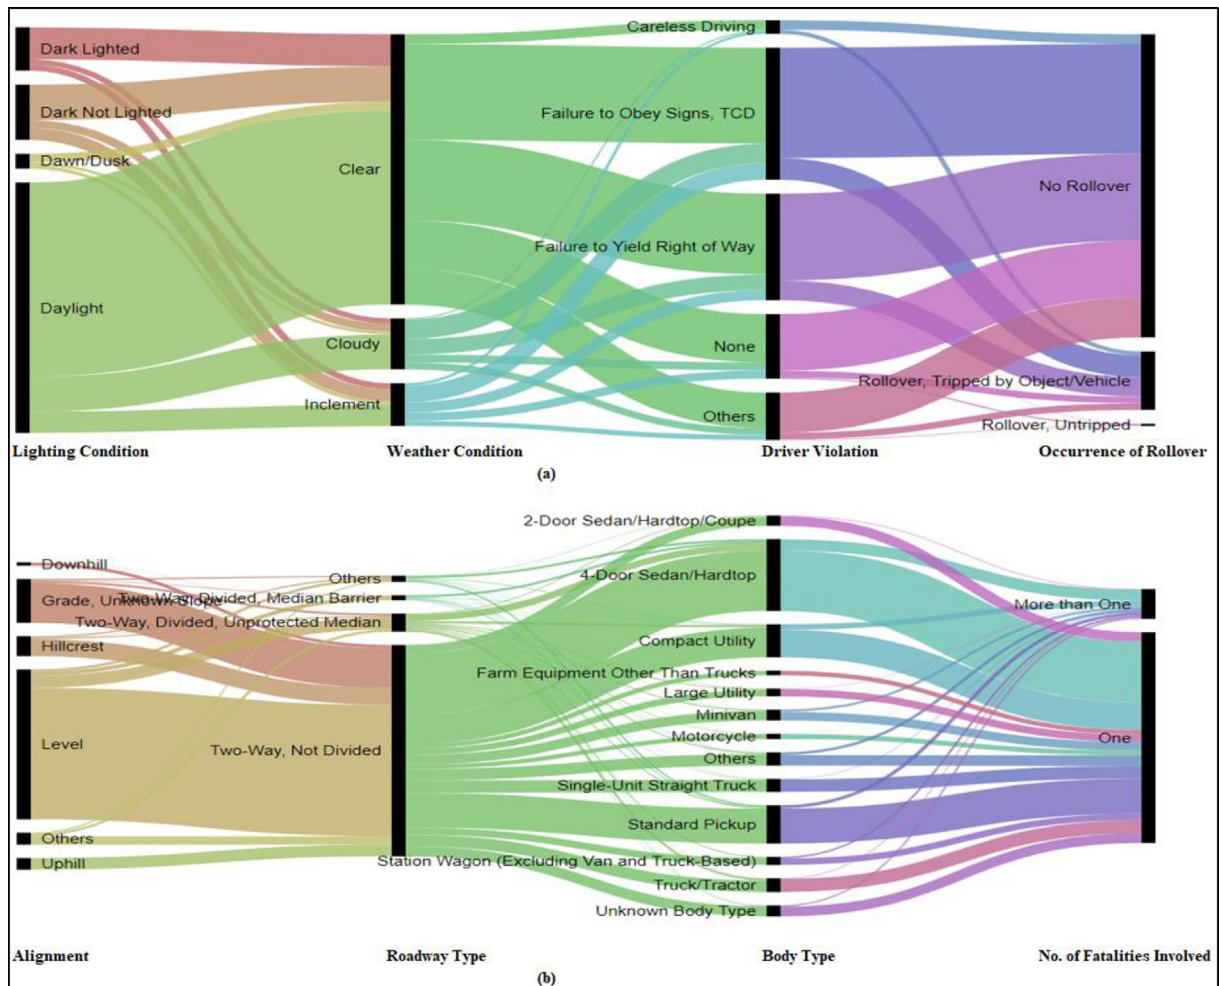 Careless Driving
Dark Lighted
Failure to Obey Signs, TCD
Dark Not Lighted
Dawn/Dusk
Clear
No Rollover
Failure to Yield Right of Way
Daylight
Cloudy
None
Rollover, Tripped by Object/Vehicle
Inclement
Others
Rollover, Untripped
Lighting Condition Weather Condition Driver Violation Occurrence of Rollover
(a)
2-Door Sedan/Hardtop/Coupe
Downhill
Others
4-Door Sedan/Hardtop
Grade, Unknown Slope
Two-Way, Divided, Median Barrier
More than One
Two-Way, Divided, Unprotected Median
Hillcrest
Compact Utility
Farm Equipment Other Than Trucks
Large Utility
Minivan
Motorcycle
One
Level
Two-Way, Not Divided
Others
Single-Unit Straight Truck
Standard Pickup
Others
Uphill
Station Wagon (Excluding Van and Truck-Based)
Truck/Tractor
Unknown Body Type
Alignment Roadway Type Body Type No. of Fatalities Involved
(b)